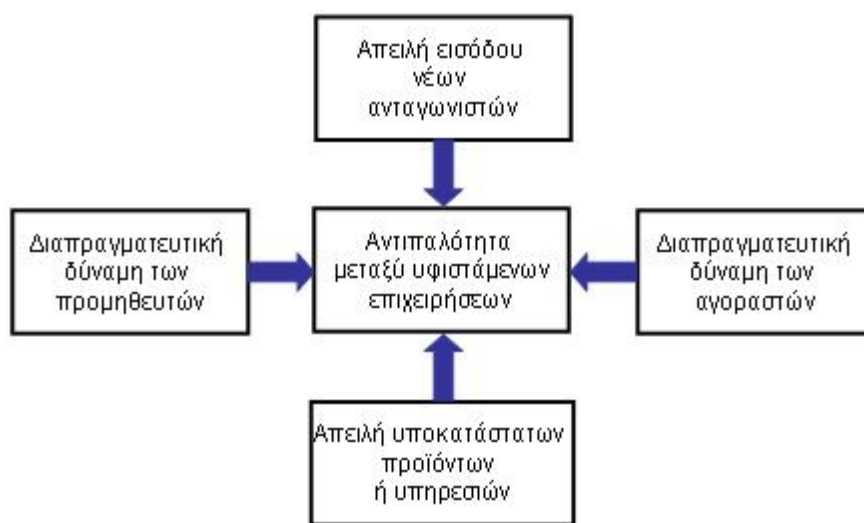 Απειλή εισόδου
νέων
ανταγωνιστών
Διαπραγματευτική
δύναμη των
προμηθευτών
Αντιπαλότητα
μεταξύ υφιστάμενων
επιχειρήσεων
Διαπραγματευτική
δύναμη των
αγοραστών
Απειλή υποκατάστατων
προϊόντων
ή υπηρεσιών